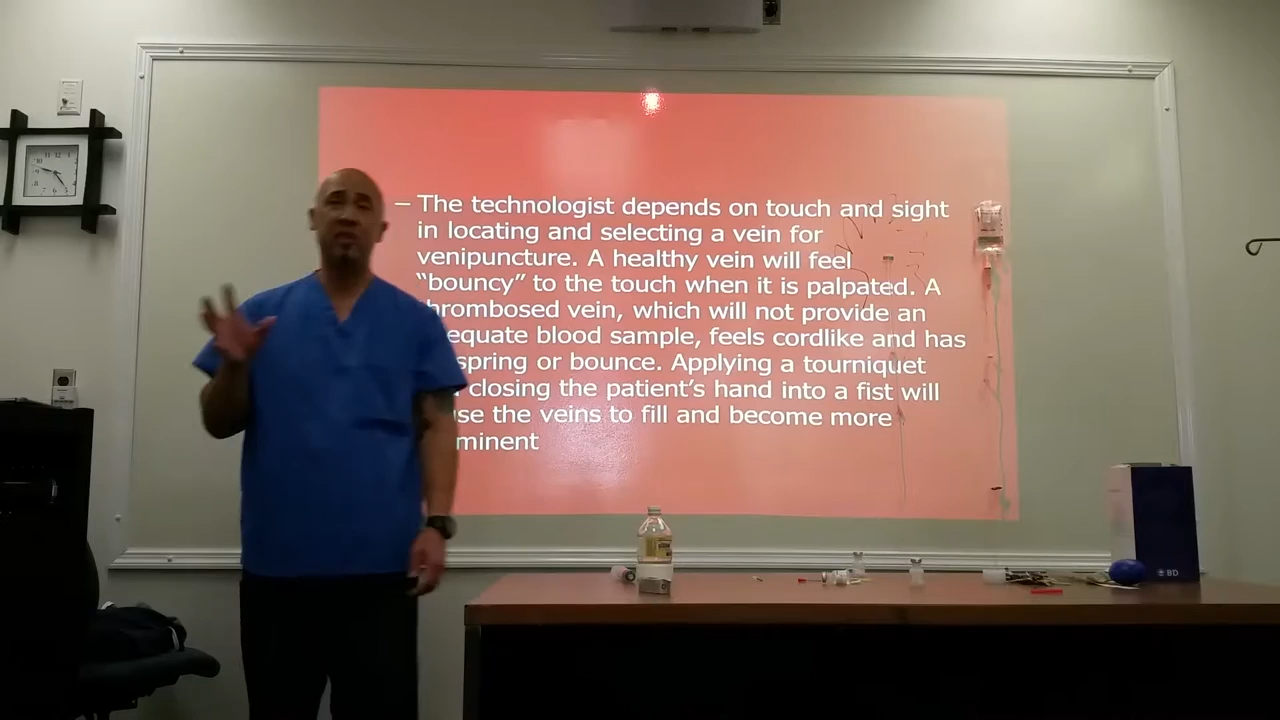 – The technologist depends on touch and sight
in locating and selecting a vein for
venipuncture. A healthy vein will feel
“bouncy” to the touch when it is palpated. A
hrombosed vein, which will not provide an
equate blood sample, feels cordlike and has
spring or bounce. Applying a tourniquet
closing the patient’s hand into a fist will
se the veins to fill and become more
minent
BD